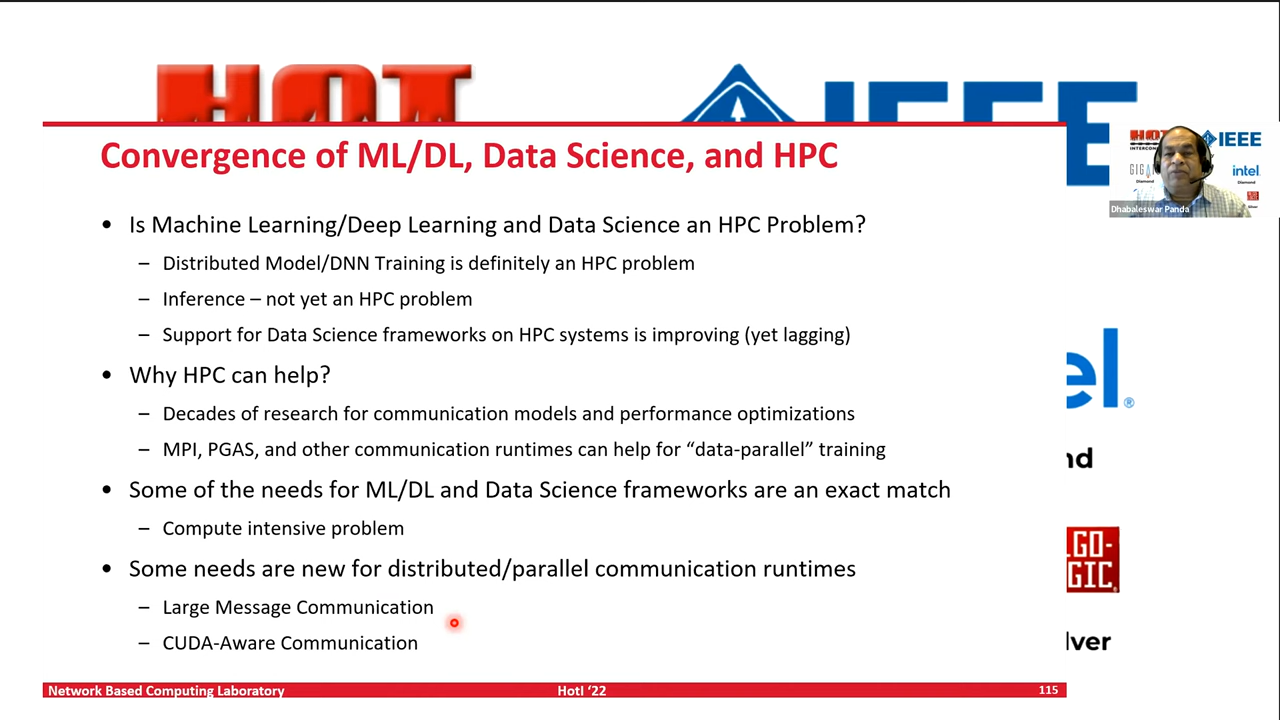 HOT
IEEE
Convergence of ML/DL, Data Science, and HPC
• Is Machine Learning/Deep Learning and Data Science an HPC Problem?
– Distributed Model/DNN Training is definitely an HPC problem
– Inference – not yet an HPC problem
– Support for Data Science frameworks on HPC systems is improving (yet lagging)
• Why HPC can help?
– Decades of research for communication models and performance optimizations
– MPI, PGAS, and other communication runtimes can help for “data-parallel” training
• Some of the needs for ML/DL and Data Science frameworks are an exact match
– Compute intensive problem
• Some needs are new for distributed/parallel communication runtimes
– Large Message Communication
– CUDA-Aware Communication
Network Based Computing Laboratory
HotI ‘22
115
IEEE
intel.
Diamond
Diamond
Dhabaleswar Panda
Silver
el®
nd
LGO-
GIC
lver